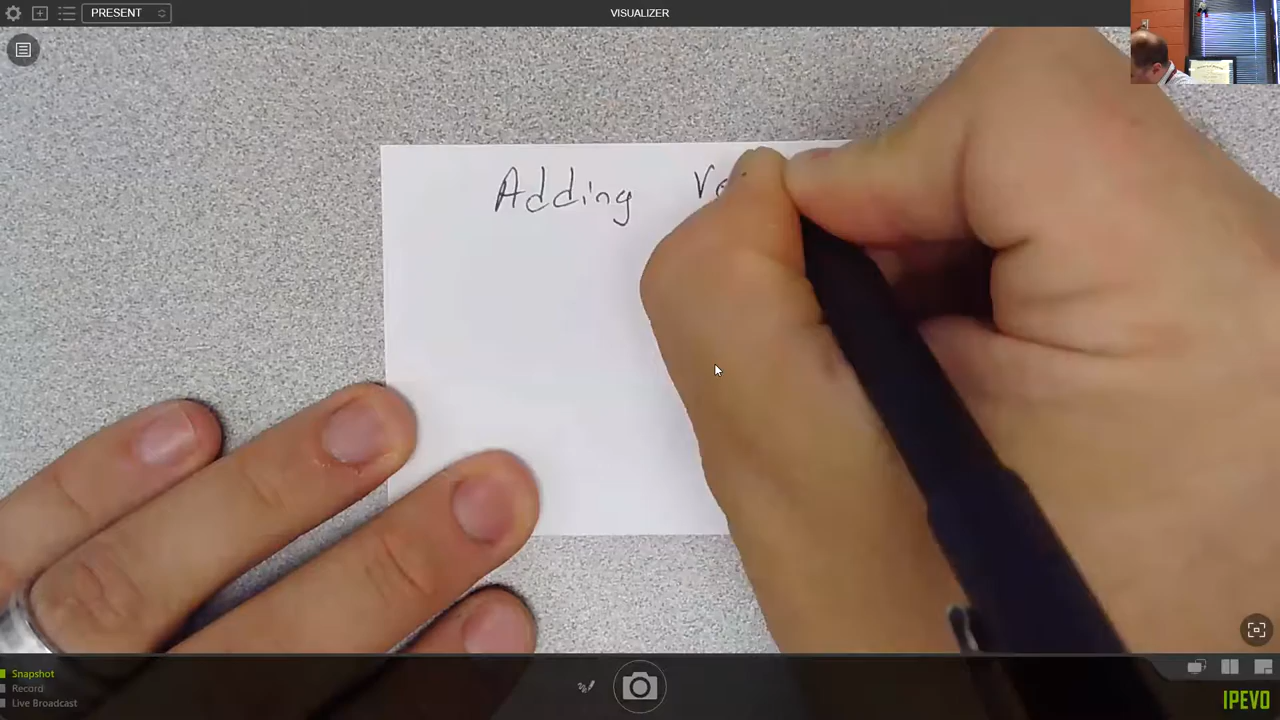 PRESENT
VISUALIZER
Adding Ve
Snapshot
Record
Live Broadcast
IPEVO